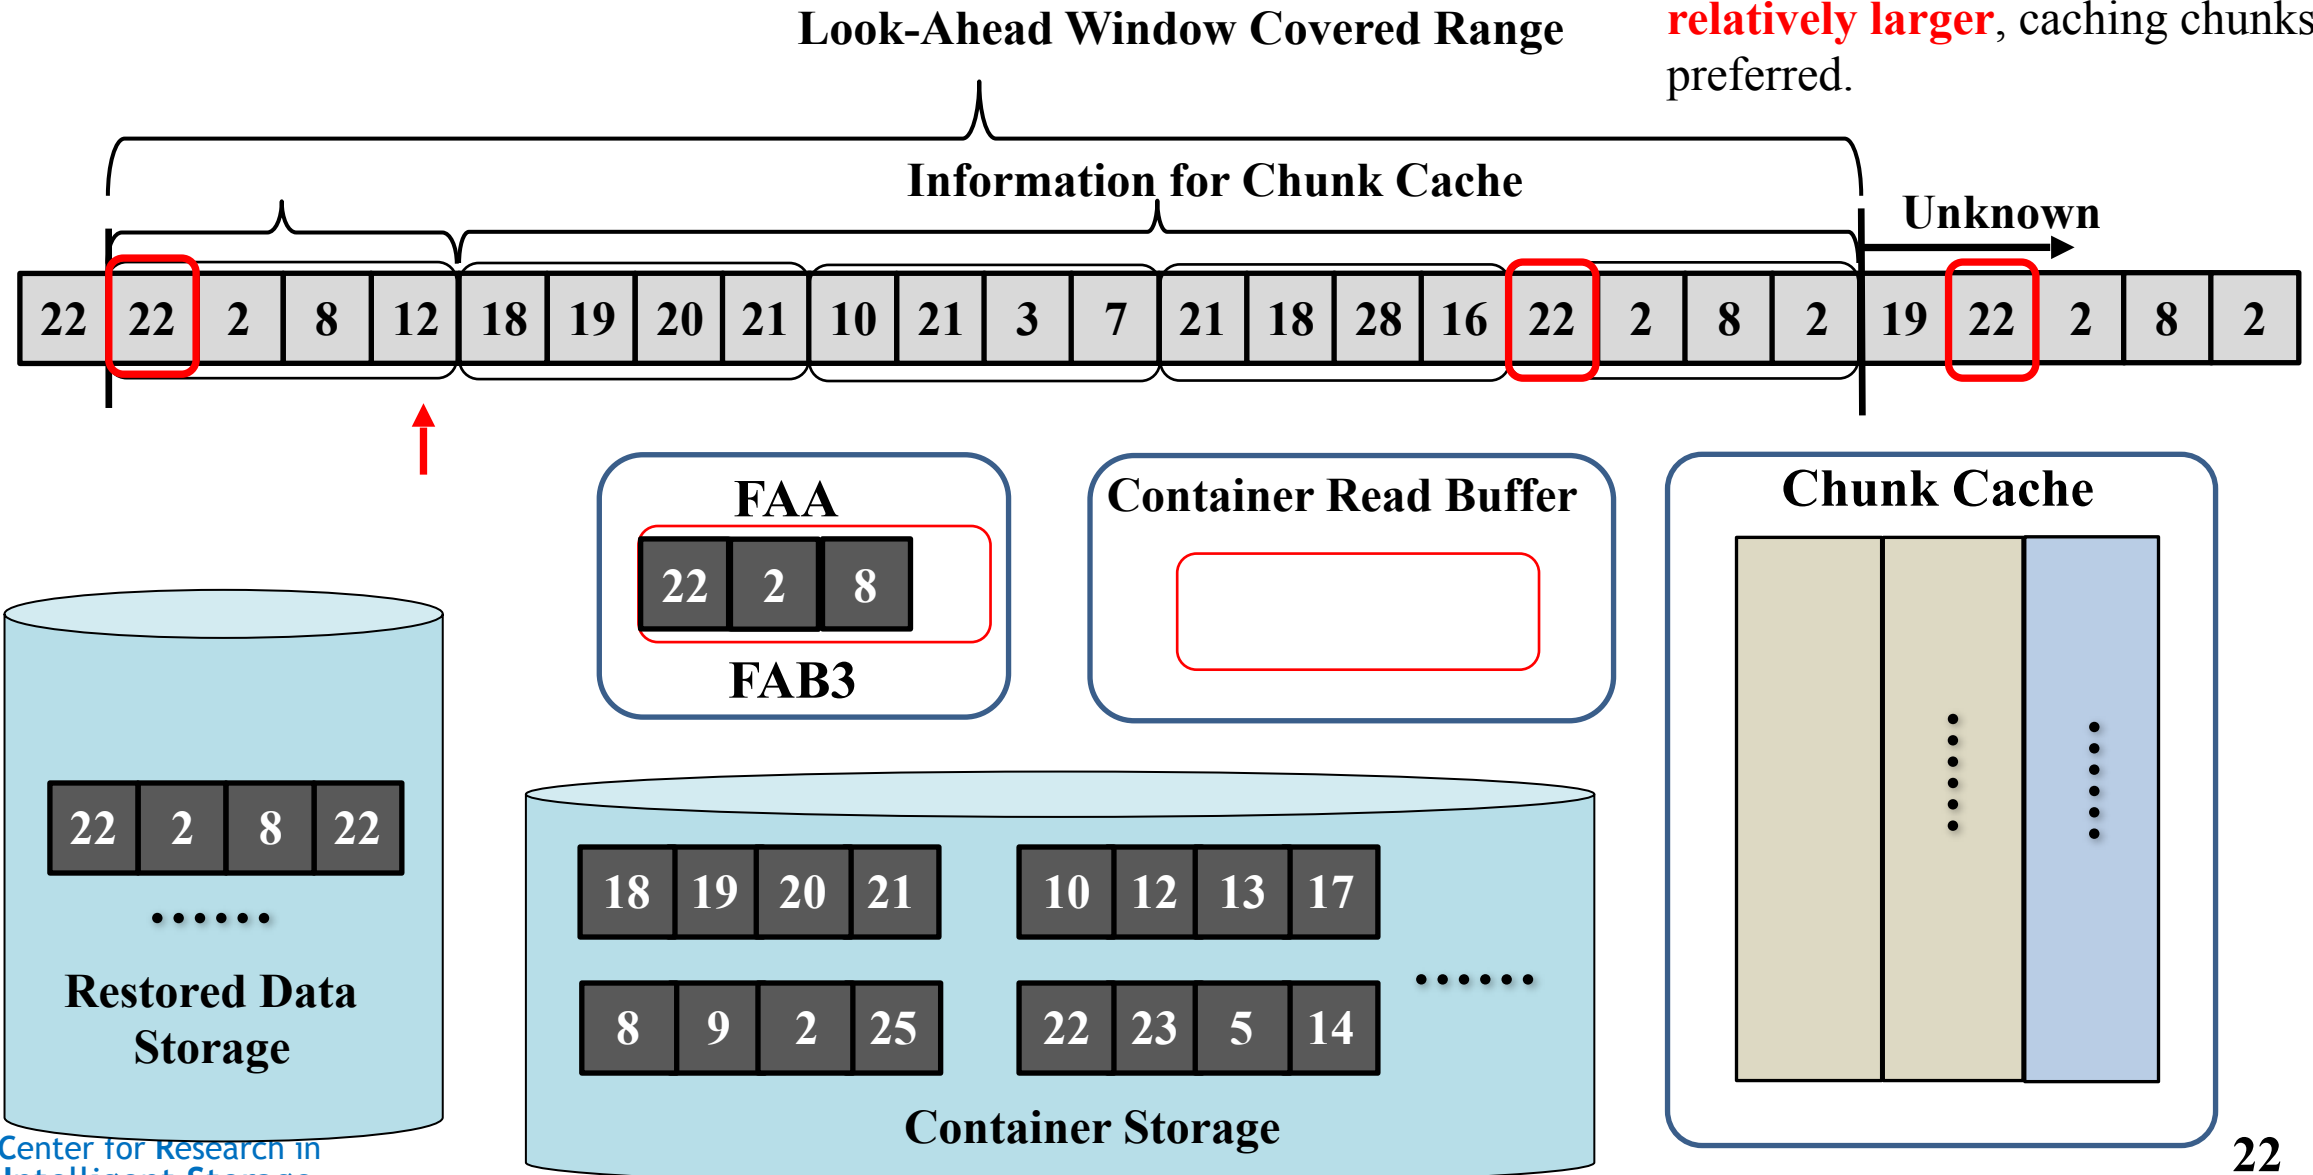 Look-Ahead Window Covered Range
relatively larger, caching chunks
preferred.
Information for Chunk Cache
Unknown
22 22 2 8 12 18 19 20 21 10 21 3 7 21 18 28 16 22 2 8 2 19 22 2 8 2
FAA
22 2 8
FAB3
Container Read Buffer
Chunk Cache
22 2 8 22
......
Restored Data
Storage
18 19 20 21 10 12 13 17
8 9 2 25 22 23 5 14
......
Container Storage
Center for Research in
Intelligent Storage
22